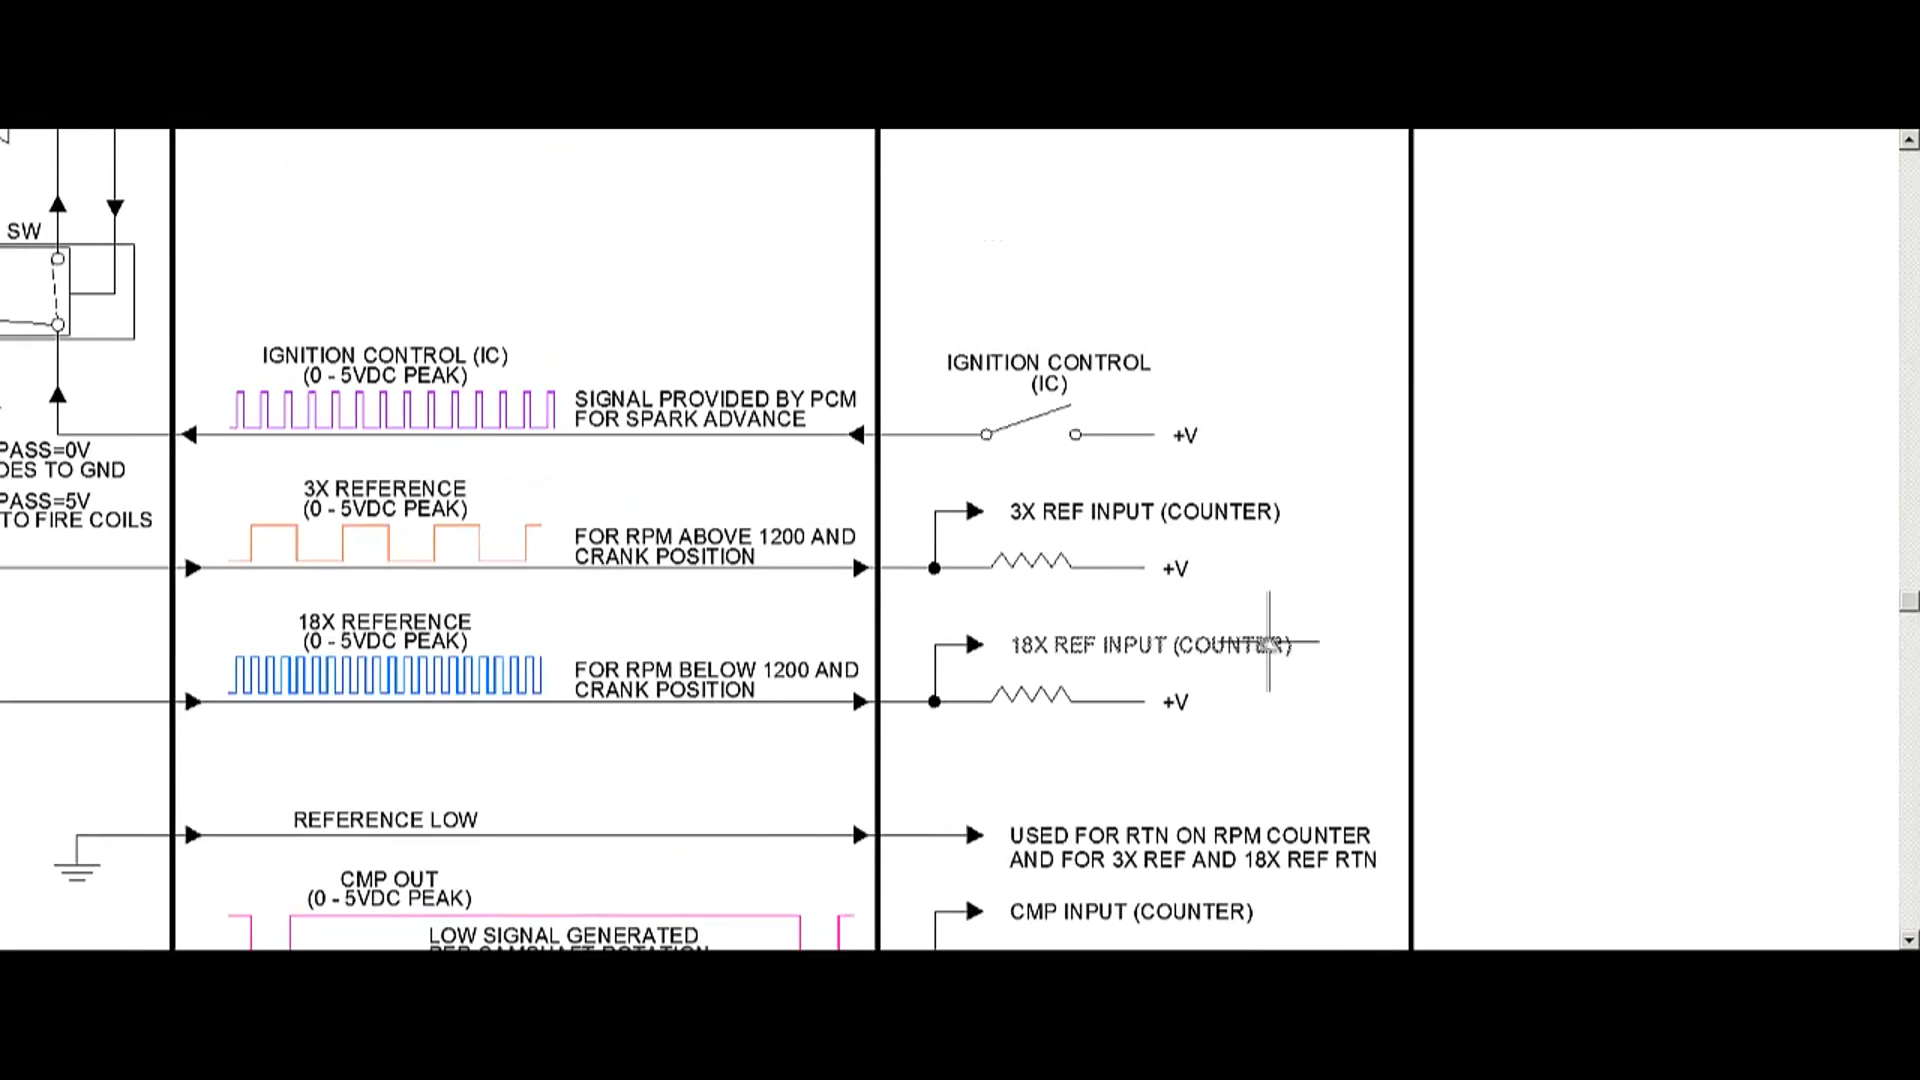 SW
IGNITION CONTROL (IC)
(0 - 5VDC PEAK)
SIGNAL PROVIDED BY PCM
FOR SPARK ADVANCE
IGNITION CONTROL
(IC)
+V
PASS=0V
DES TO GND
PASS=5V
TO FIRE COILS
3X REFERENCE
(0 - 5VDC PEAK)
FOR RPM ABOVE 1200 AND
CRANK POSITION
3X REF INPUT (COUNTER)
+V
18X REFERENCE
(0 - 5VDC PEAK)
FOR RPM BELOW 1200 AND
CRANK POSITION
18X REF INPUT (COUNTER)
+V
REFERENCE LOW
USED FOR RTN ON RPM COUNTER
AND FOR 3X REF AND 18X REF RTN
CMP OUT
(0 - 5VDC PEAK)
CMP INPUT (COUNTER)
LOW SIGNAL GENERATED